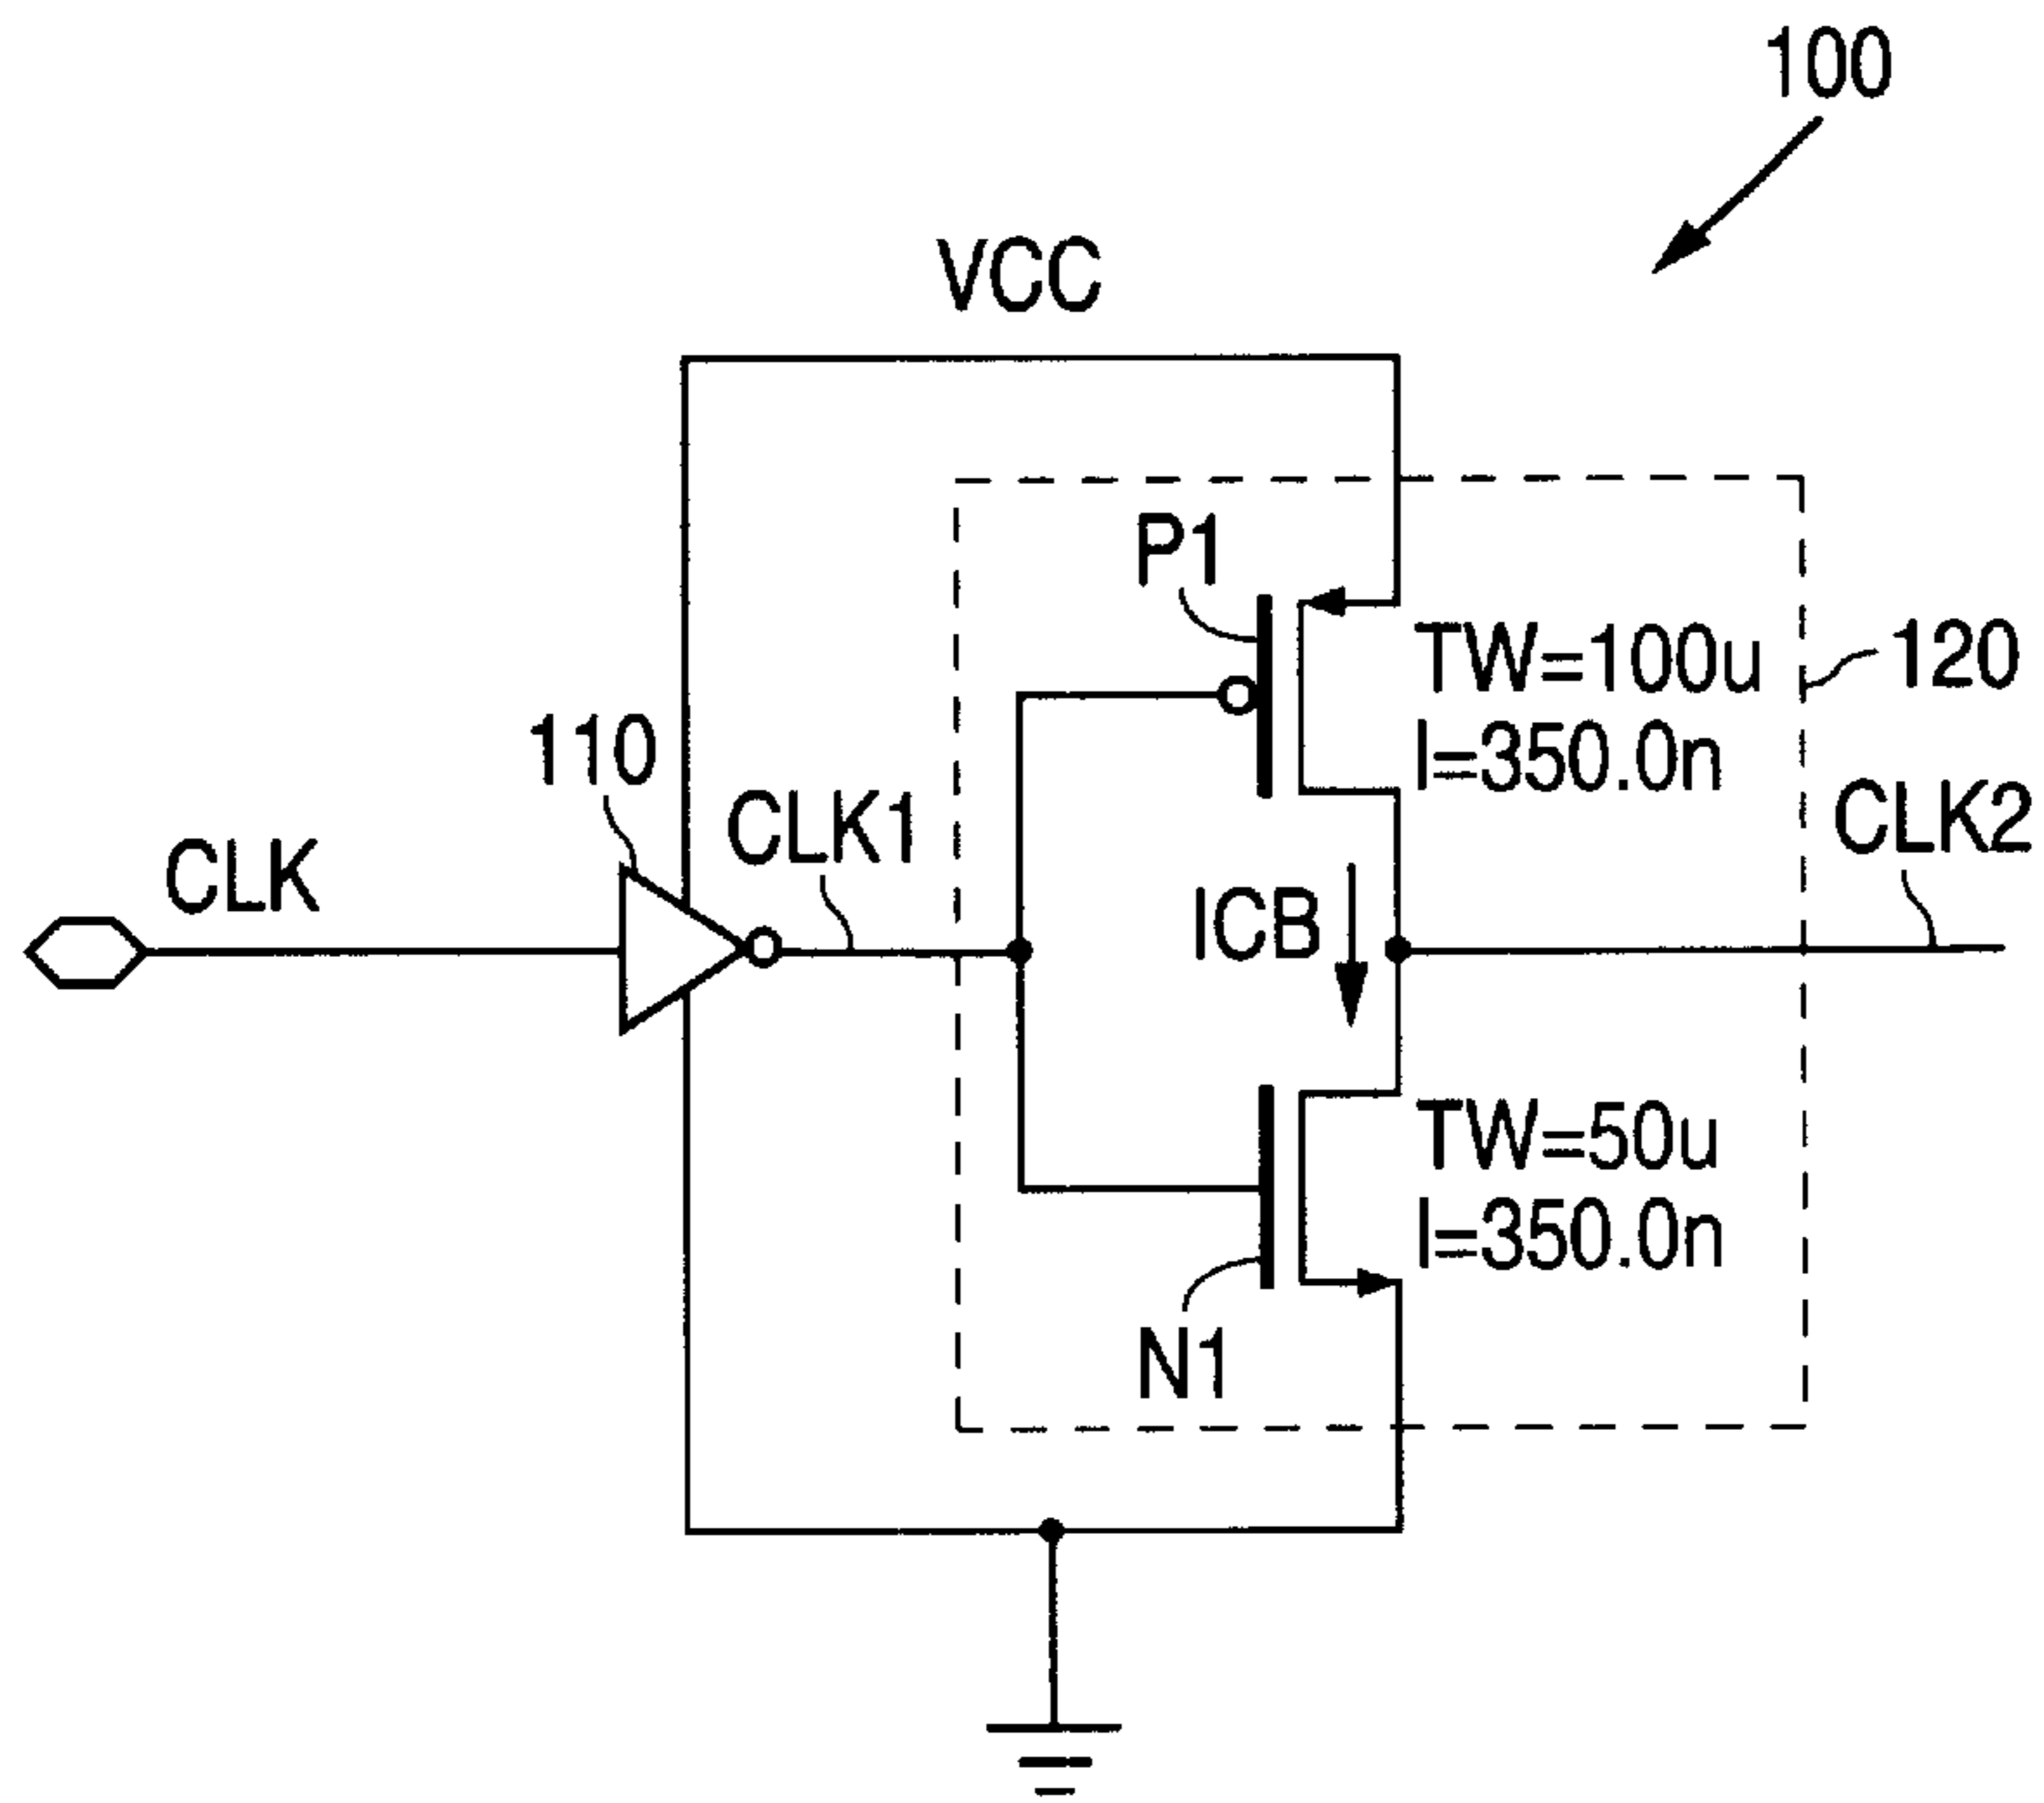 100
VCC
P1
TW=100u
l=350.0n
120
110
CLK1
CLK
CLK2
ICB
TW=50u
l=350.0n
N1